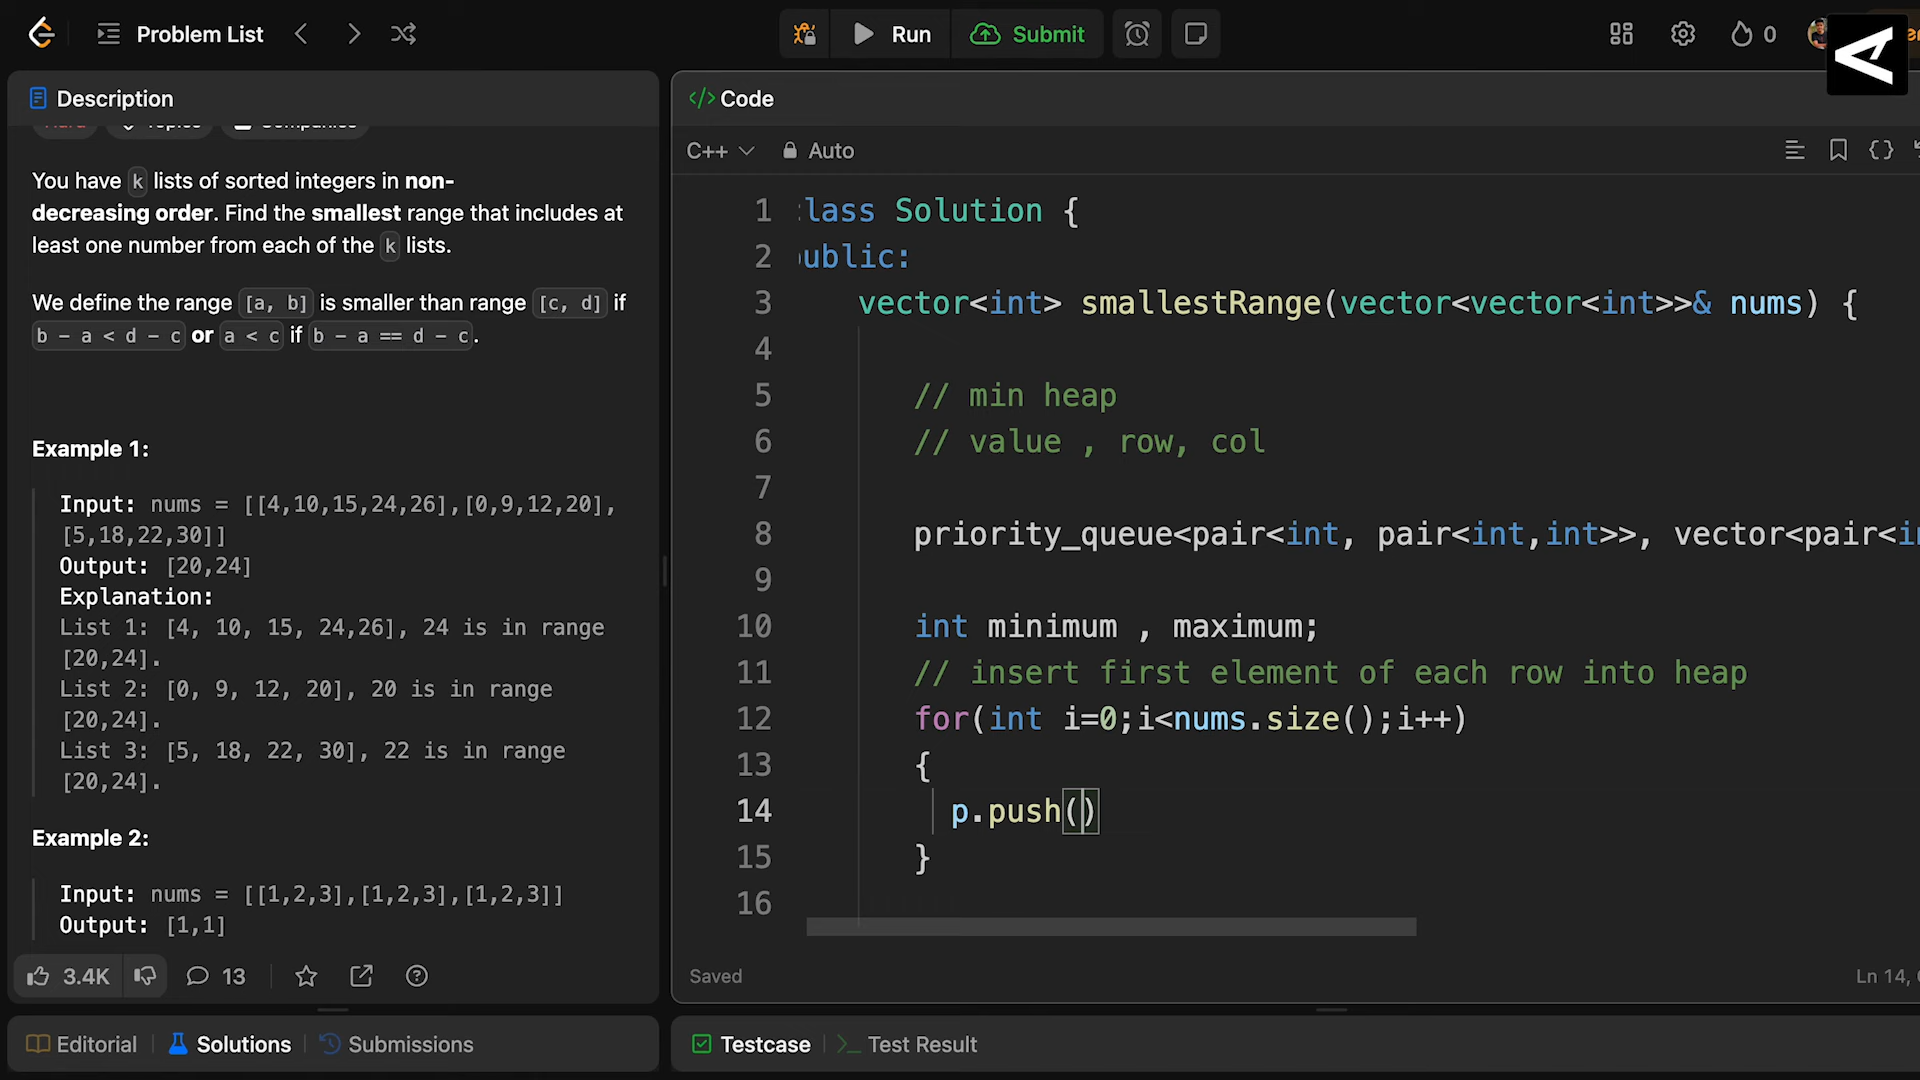 Problem List
Run
Submit
0
Description
You have k lists of sorted integers in non-
decreasing order. Find the smallest range that includes at
least one number from each of the k lists.
We define the range [a, b] is smaller than range [c, d] if
b - a < d - c or a < c if b - a == d - c.
Example 1:
Input: nums = [[4,10,15,24,26],[0,9,12,20],
[5,18,22,30]]
Output: [20,24]
Explanation:
List 1: [4, 10, 15, 24,26], 24 is in range
[20,24].
List 2: [0, 9, 12, 20], 20 is in range
[20,24].
List 3: [5, 18, 22, 30], 22 is in range
[20,24].
Example 2:
Input: nums = [[1,2,3],[1,2,3],[1,2,3]]
Output: [1,1]
3.4K
13
Editorial
Solutions
Submissions
</> Code
C++
Auto
1 lass Solution {
2 ublic:
3 vector<int> smallestRange(vector<vector<int>>& nums) {
4
5 // min heap
6 // value , row, col
7
8 priority_queue<pair<int, pair<int,int>>, vector<pair<in
9
10 int minimum , maximum;
11 // insert first element of each row into heap
12 for(int i=0;i<nums.size();i++)
13 {
14 p.push()
15 }
16
Saved
Ln 14,
Testcase
Test Result